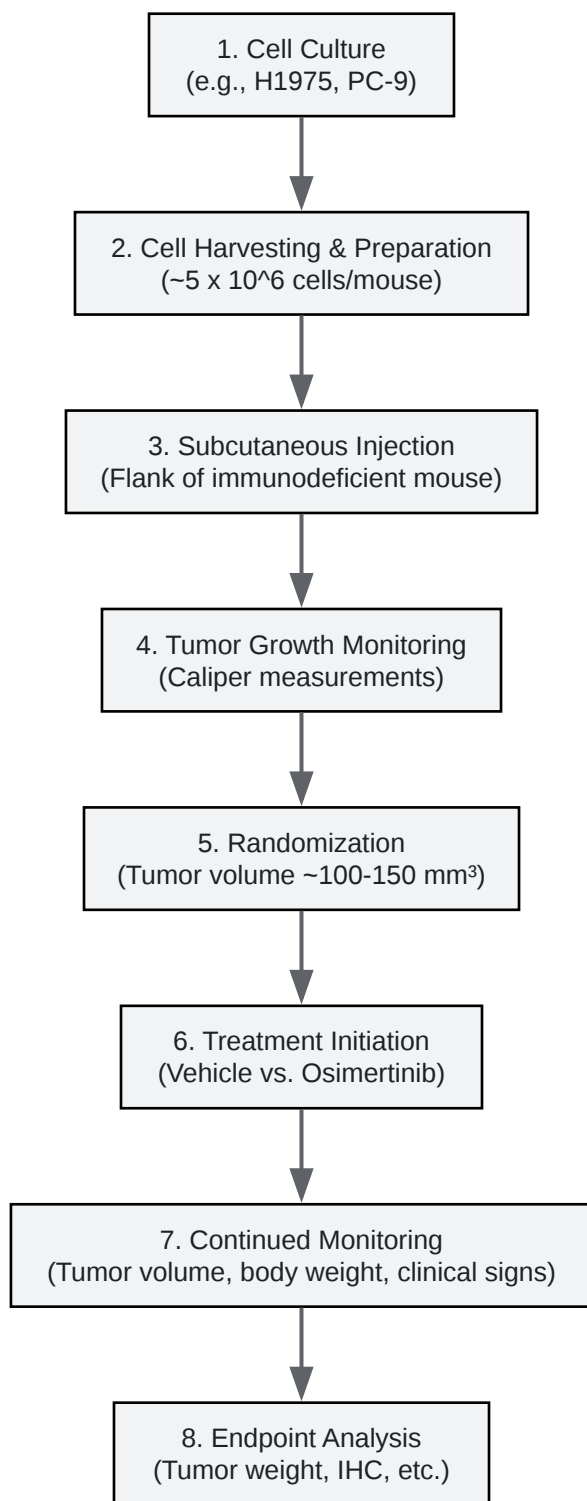 1. Cell Culture
(e.g., H1975, PC-9)
2. Cell Harvesting & Preparation
(~5 x 10^6 cells/mouse)
3. Subcutaneous Injection
(Flank of immunodeficient mouse)
4. Tumor Growth Monitoring
(Caliper measurements)
5. Randomization
(Tumor volume ~100-150 mm³)
6. Treatment Initiation
(Vehicle vs. Osimertinib)
7. Continued Monitoring
(Tumor volume, body weight, clinical signs)
8. Endpoint Analysis
(Tumor weight, IHC, etc.)